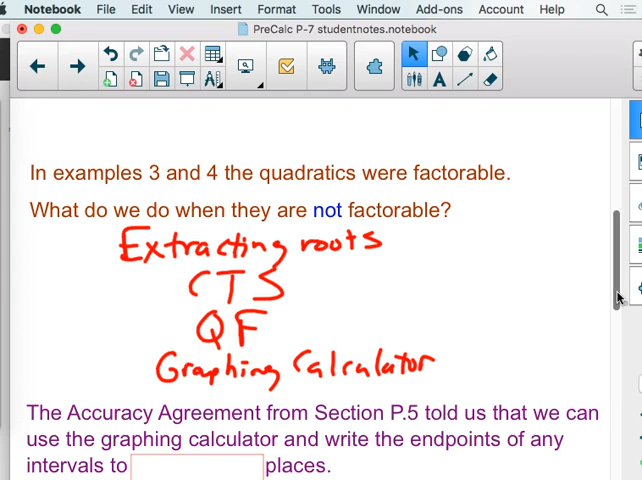 Notebook File Edit View Insert Format Tools Window Add-ons Account Help
PreCalc P-7 studentnotes.notebook
In examples 3 and 4 the quadratics were factorable.
What do we do when they are not factorable?
Extracting roots
CTS
QF
Graphing Calculator
The Accuracy Agreement from Section P.5 told us that we can
use the graphing calculator and write the endpoints of any
intervals to places.